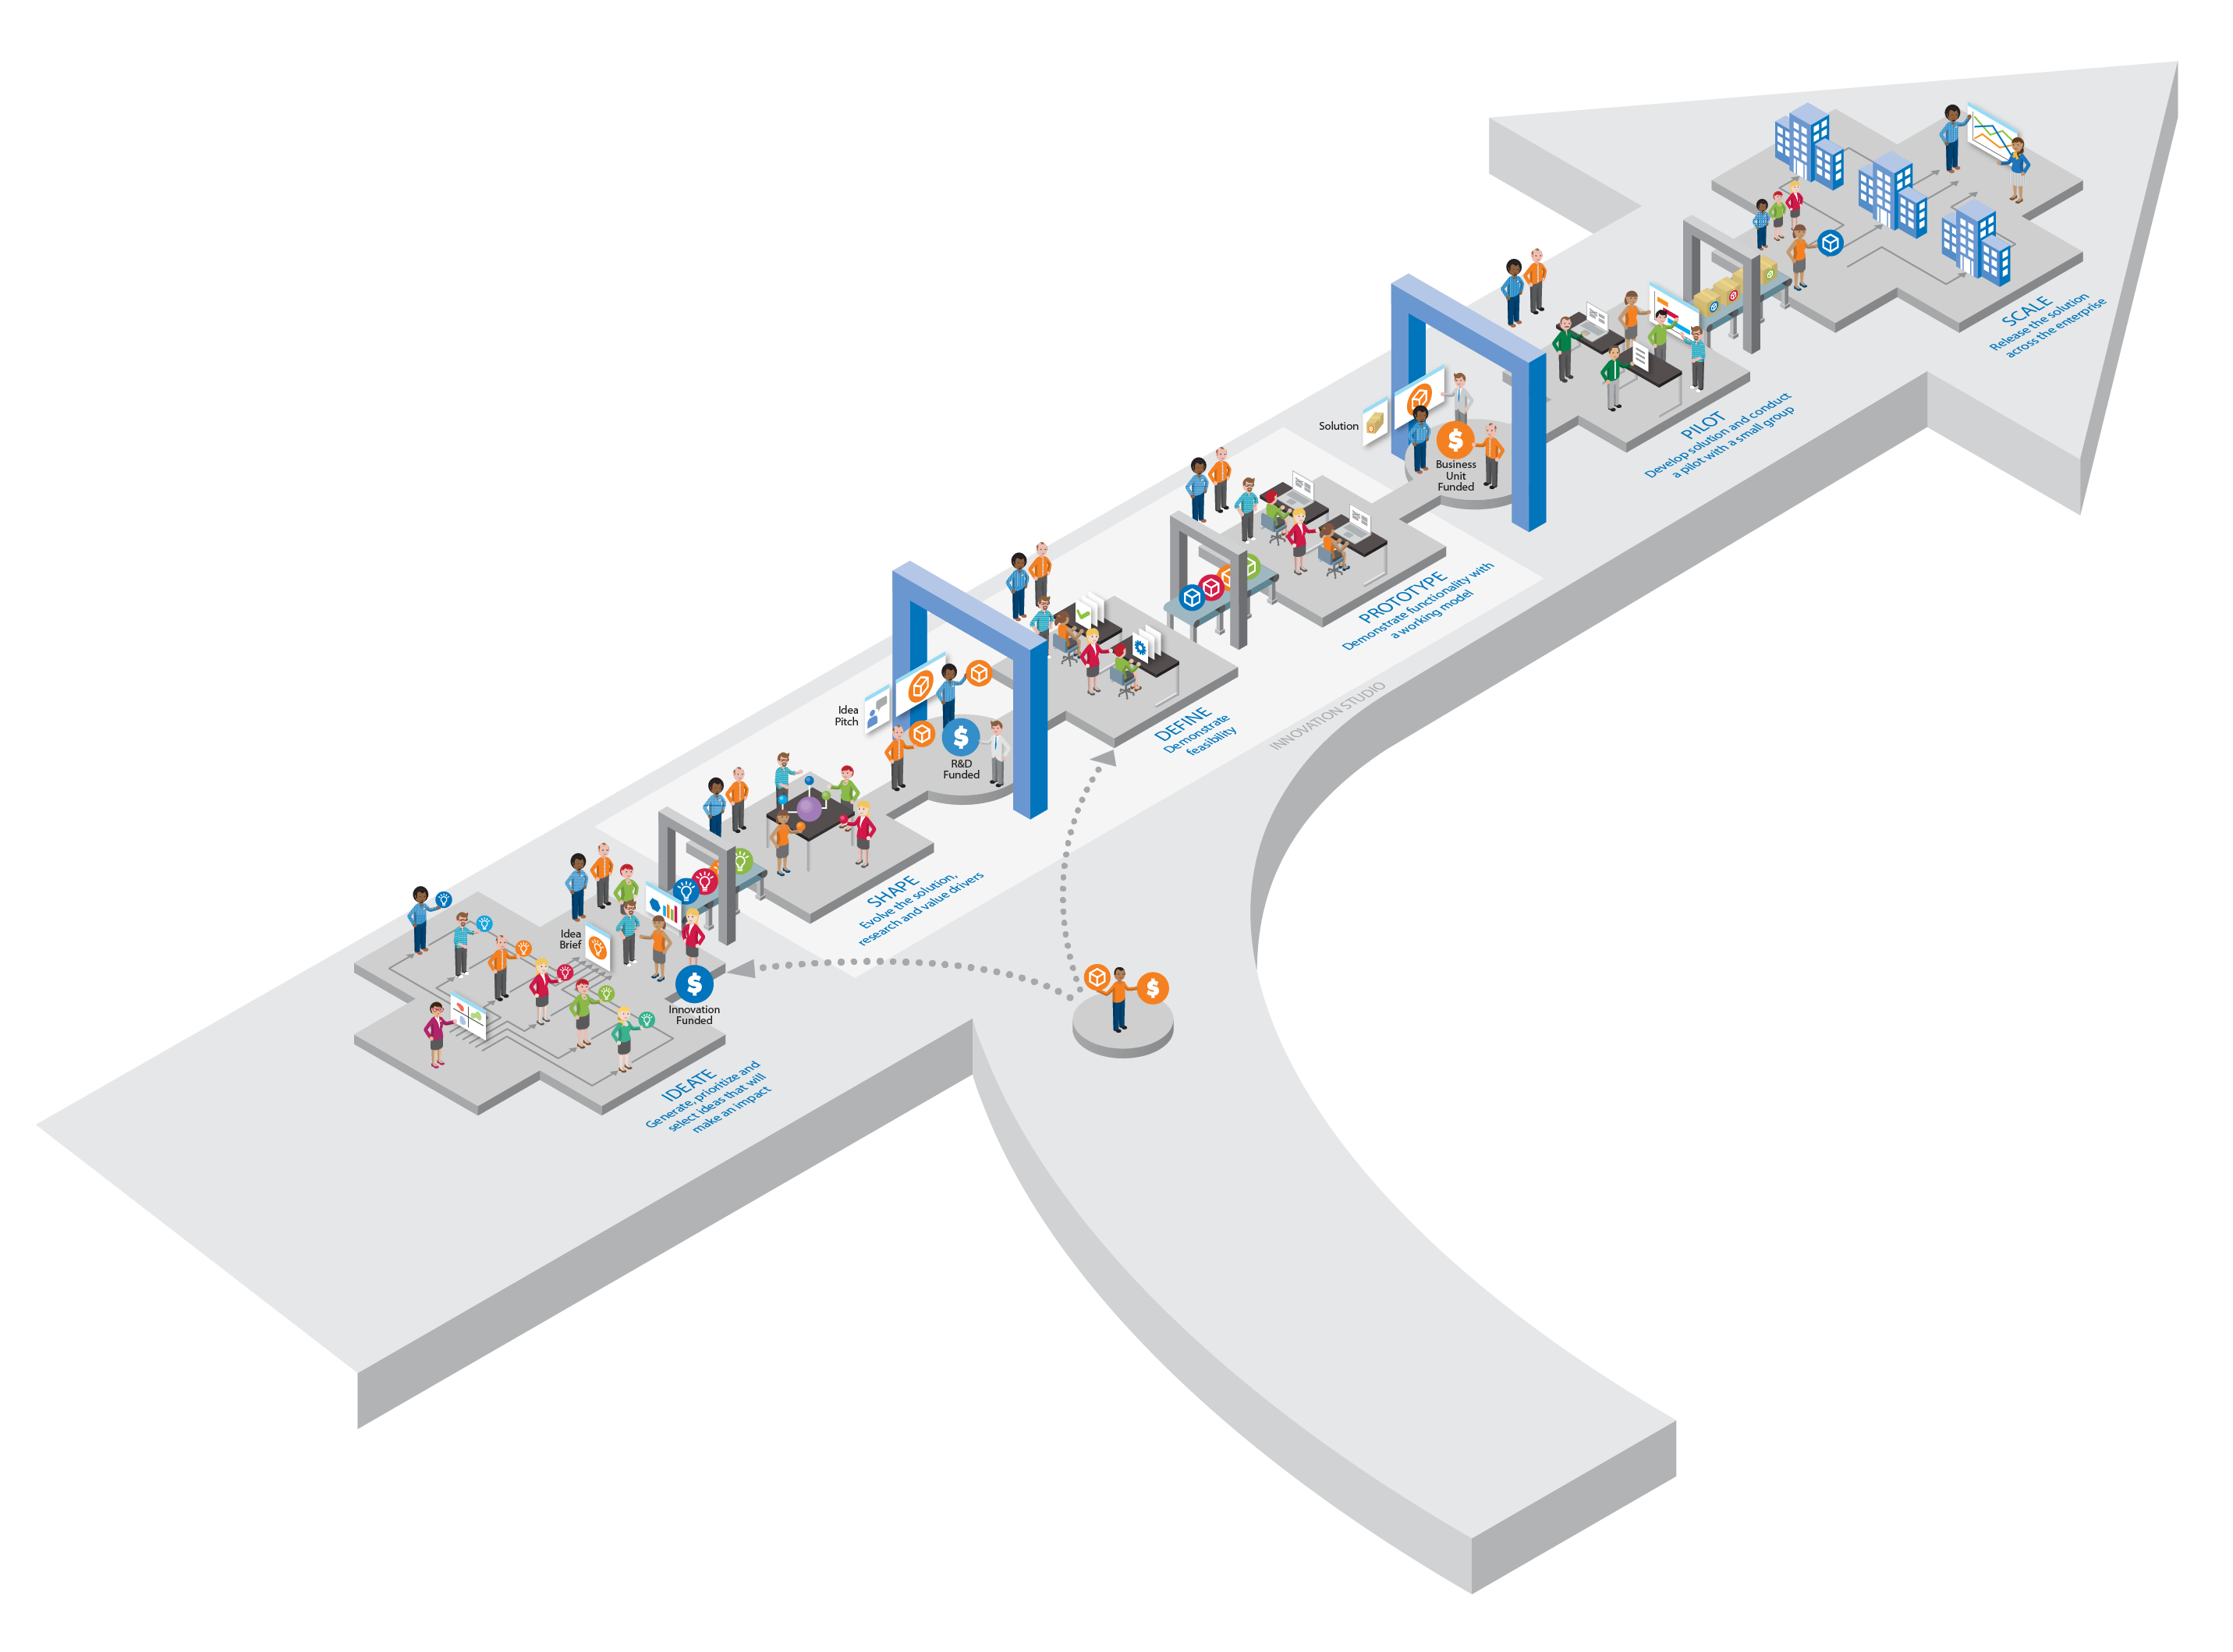 IDEATE
Generate, prioritize and
select ideas that will
make an impact
Idea
Brief
$
Innovation
Funded
SHAPE
Evolve the solution,
research and value drivers
Idea
Pitch
$
R&D
Funded
DEFINE
Demonstrate
feasibility
$
INNOVATION STUDIO
PROTOTYPE
Demonstrate functionality with
a working model
Solution
$
Business
Unit
Funded
PILOT
Develop solution and conduct
a pilot with a small group
SCALE
Release the solution
across the enterprise